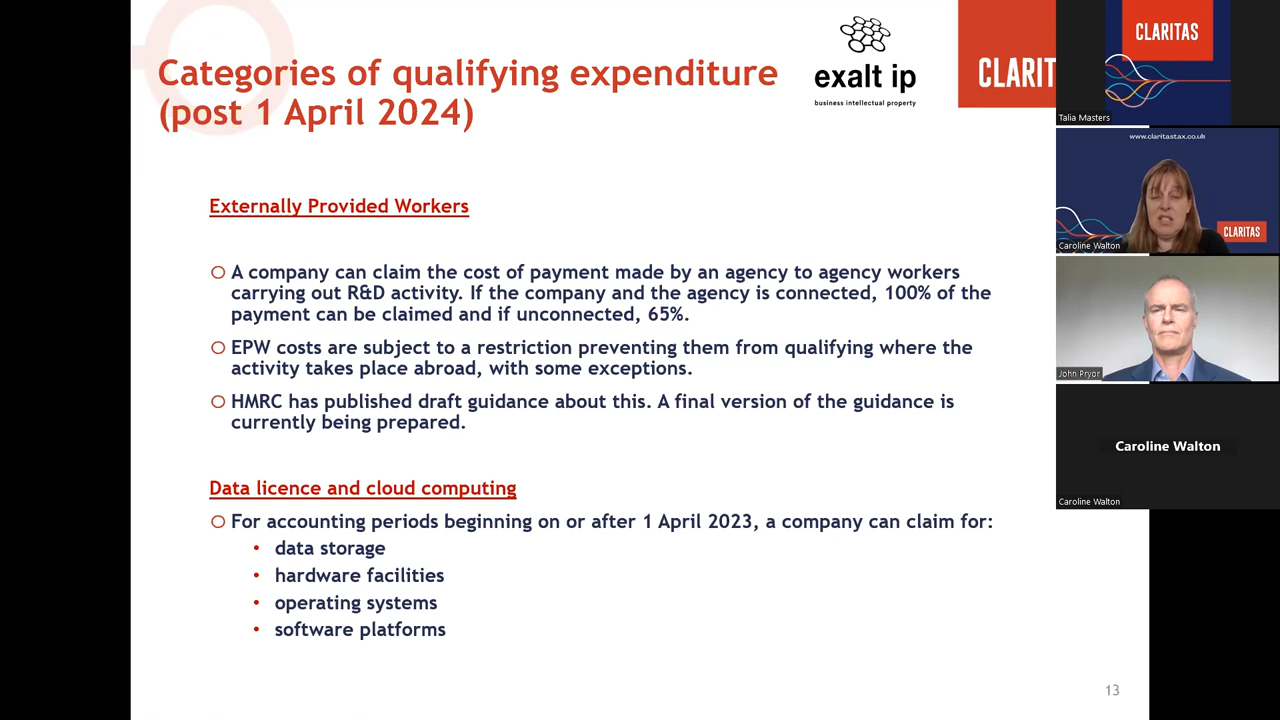 Categories of qualifying expenditure
(post 1 April 2024)
exalt ip
business intellectual property
CLARIT
Externally Provided Workers
A company can claim the cost of payment made by an agency to agency workers
carrying out R&D activity. If the company and the agency is connected, 100% of the
payment can be claimed and if unconnected, 65%.
EPW costs are subject to a restriction preventing them from qualifying where the
activity takes place abroad, with some exceptions.
HMRC has published draft guidance about this. A final version of the guidance is
currently being prepared.
Data licence and cloud computing
For accounting periods beginning on or after 1 April 2023, a company can claim for:
• data storage
• hardware facilities
• operating systems
• software platforms
13
CLARITAS
Talia Masters
www.claritastax.co.uk
CLARITAS
Caroline Walton
John Pryor
Caroline Walton
Caroline Walton